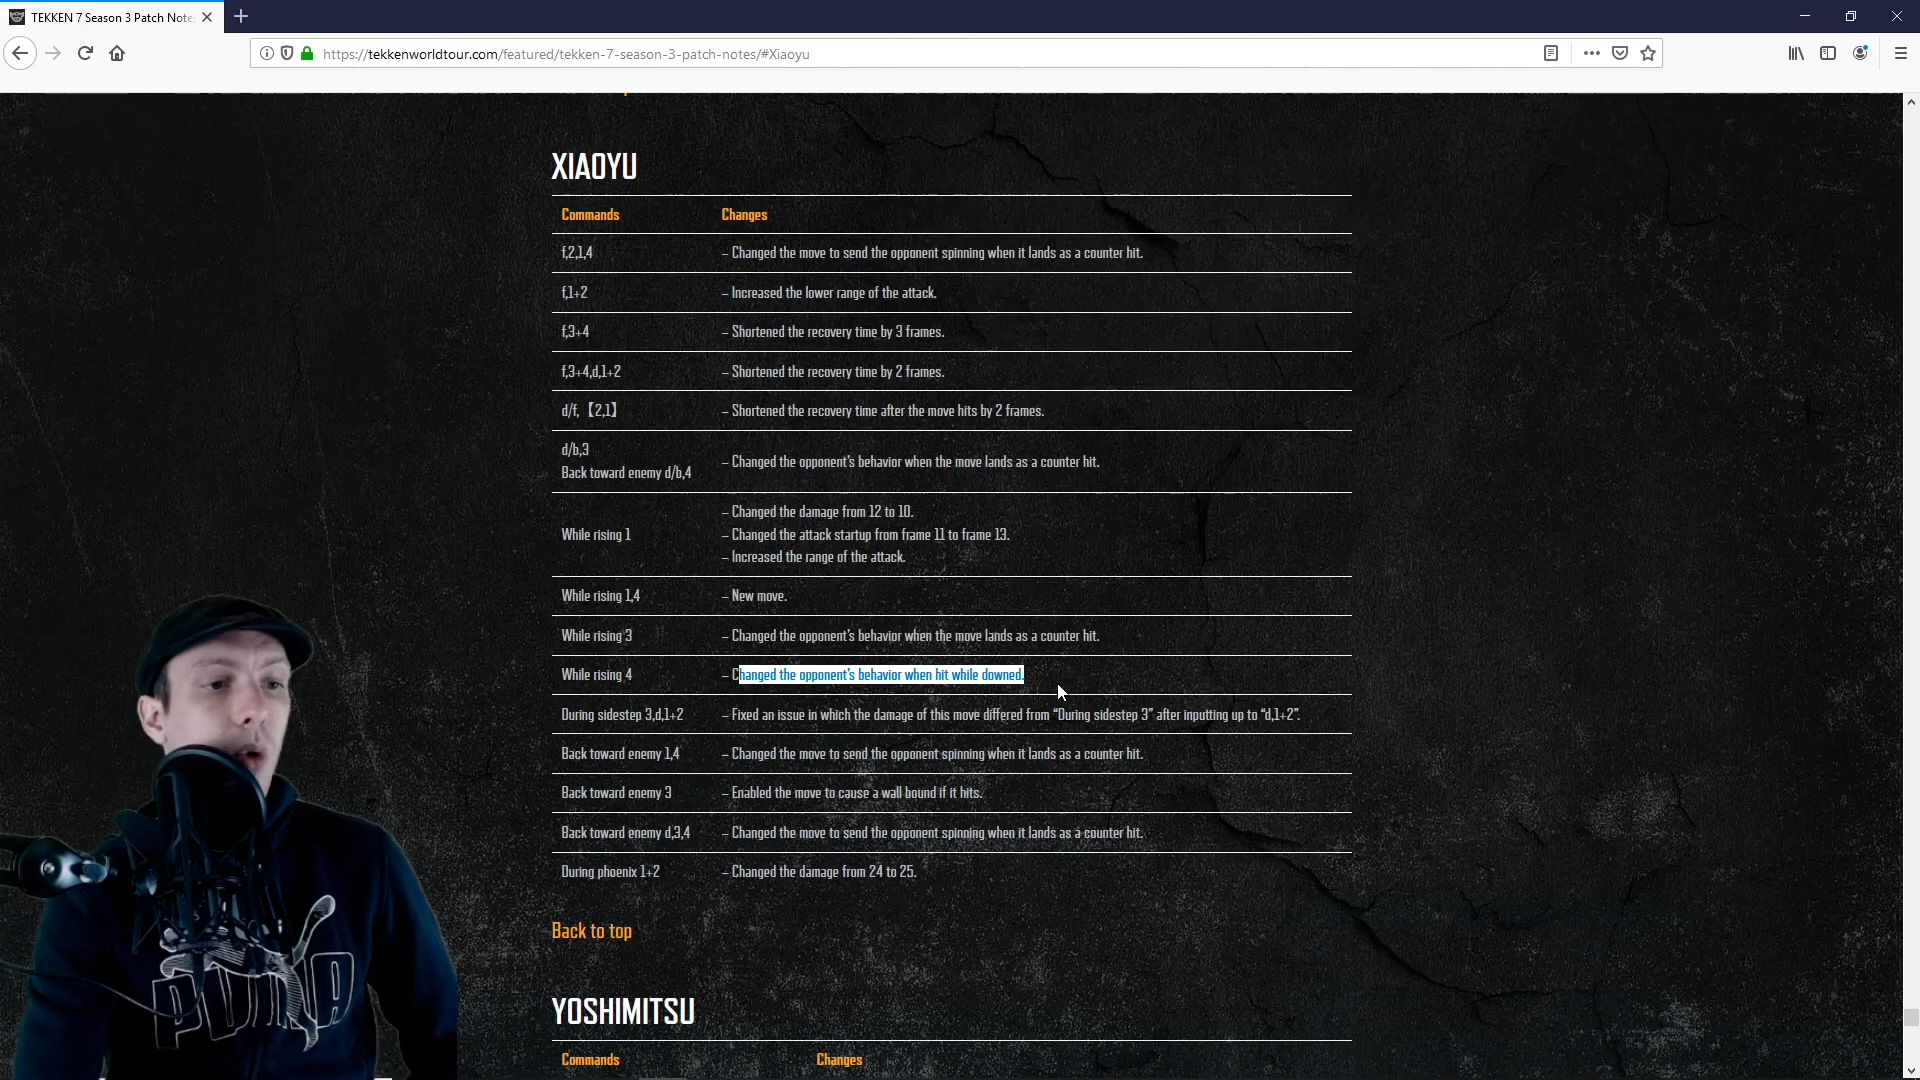 TEKKEN 7 Season 3 Patch Note
https://tekkenworldtour.com/featured/tekken-7-season-3-patch-notes/#Xiaoyu
XIAOYU
Commands Changes
f,2,1,4 – Changed the move to send the opponent spinning when it lands as a counter hit.
f,1+2 – Increased the lower range of the attack.
f,3+4 – Shortened the recovery time by 3 frames.
f,3+4,d,1+2 – Shortened the recovery time by 2 frames.
d/f,【2,1】 – Shortened the recovery time after the move hits by 2 frames.
d/b,3
Back toward enemy d/b,4 – Changed the opponent’s behavior when the move lands as a counter hit.
– Changed the damage from 12 to 10.
While rising 1 – Changed the attack startup from frame 11 to frame 13.
– Increased the range of the attack.
While rising 1,4 – New move.
While rising 3 – Changed the opponent’s behavior when the move lands as a counter hit.
While rising 4 – Changed the opponent’s behavior when hit while downed.
During sidestep 3,d,1+2 – Fixed an issue in which the damage of this move differed from “During sidestep 3” after inputting up to “d,1+2”.
Back toward enemy 1,4 – Changed the move to send the opponent spinning when it lands as a counter hit.
Back toward enemy 3 – Enabled the move to cause a wall bound if it hits.
Back toward enemy d,3,4 – Changed the move to send the opponent spinning when it lands as a counter hit.
During phoenix 1+2 – Changed the damage from 24 to 25.
Back to top
YOSHIMITSU
Commands Changes
PUMA